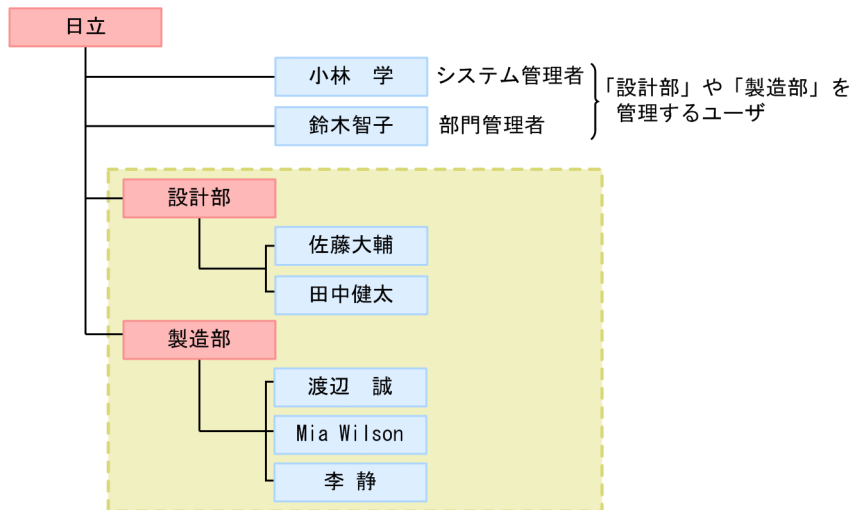 日立
小林　学
システム管理者
鈴木智子
部門管理者
「設計部」や「製造部」を
管理するユーザ
設計部
佐藤大輔
田中健太
製造部
渡辺　誠
Mia Wilson
李 静